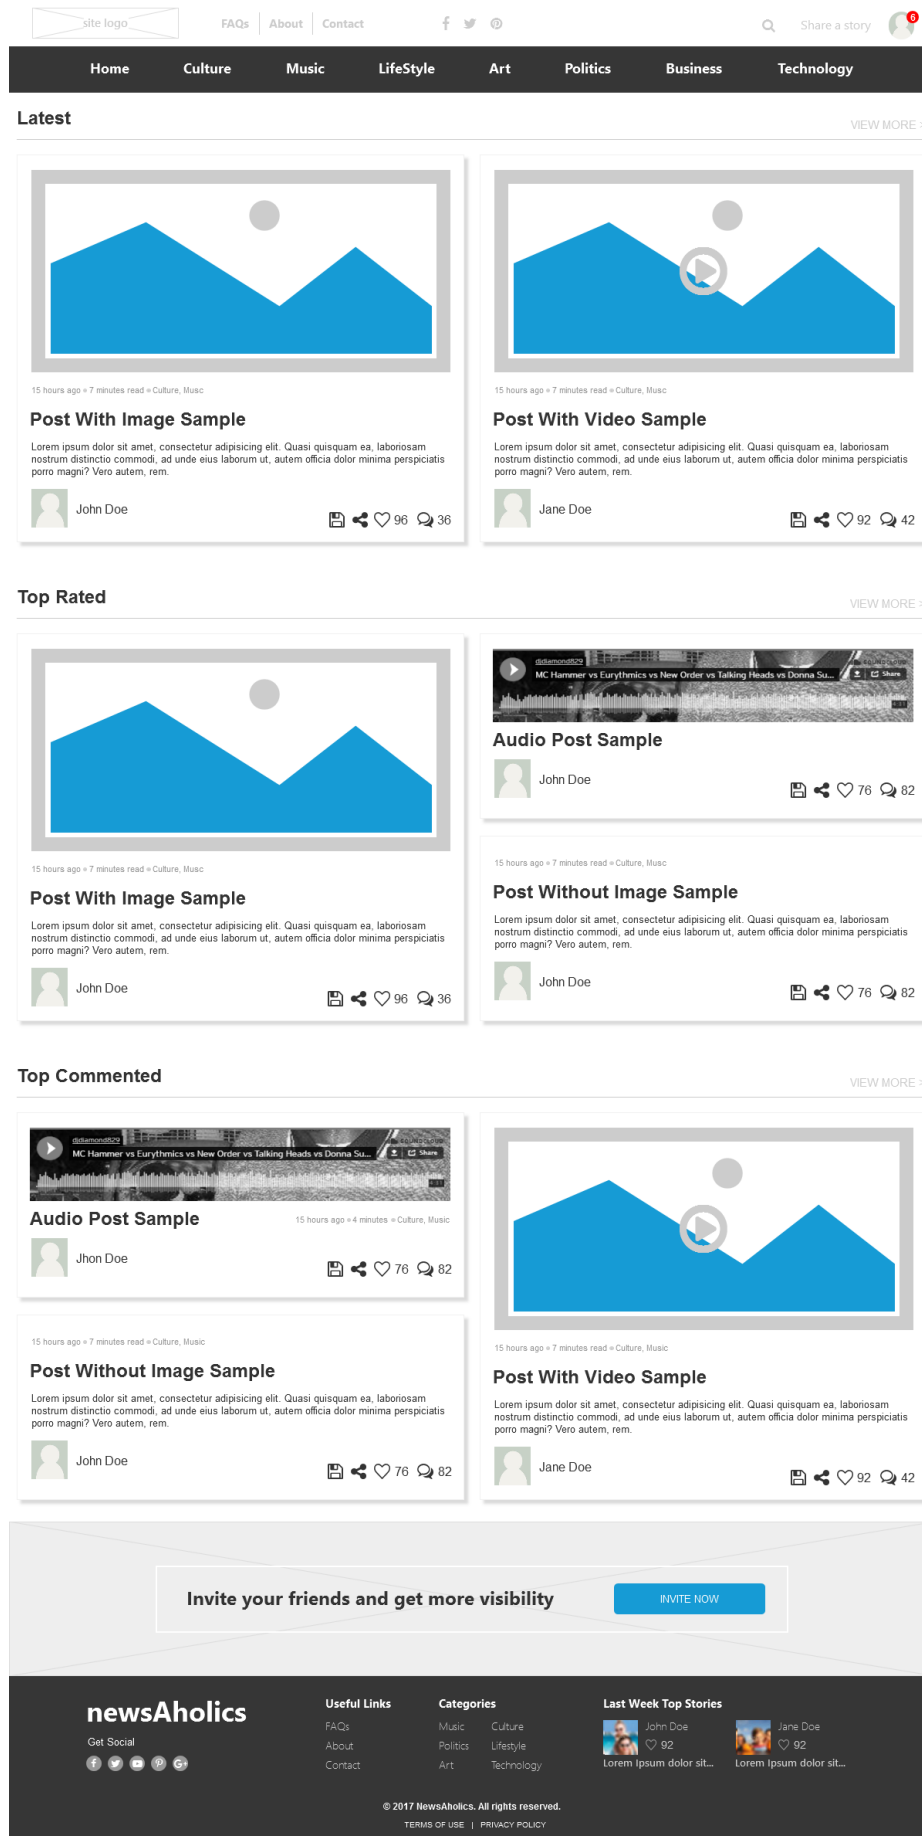 site logo
FAQs
About
Contact
Share a story
6
Home
Culture
Music
LifeStyle
Art
Politics
Business
Technology
Latest
VIEW MORE >
15 hours ago ● 7 minutes read ● Culture, Musc
Post With Image Sample
Lorem ipsum dolor sit amet, consectetur adipisicing elit. Quasi quisquam ea, laboriosam
nostrum distinctio commodi, ad unde eius laborum ut, autem officia dolor minima perspiciatis
porro magni? Vero autem, rem.
John Doe
96
36
15 hours ago ● 7 minutes read ● Culture, Musc
Post With Video Sample
Lorem ipsum dolor sit amet, consectetur adipisicing elit. Quasi quisquam ea, laboriosam
nostrum distinctio commodi, ad unde eius laborum ut, autem officia dolor minima perspiciatis
porro magni? Vero autem, rem.
Jane Doe
92
42
Top Rated
VIEW MORE >
15 hours ago ● 7 minutes read ● Culture, Musc
Post With Image Sample
Lorem ipsum dolor sit amet, consectetur adipisicing elit. Quasi quisquam ea, laboriosam
nostrum distinctio commodi, ad unde eius laborum ut, autem officia dolor minima perspiciatis
porro magni? Vero autem, rem.
John Doe
96
36
djdiamond829
SOUNDCLOUD
MC Hammer vs Eurythmics vs New Order vs Talking Heads vs Donna Su...
Share
4:31
Audio Post Sample
John Doe
76
82
15 hours ago ● 7 minutes read ● Culture, Musc
Post Without Image Sample
Lorem ipsum dolor sit amet, consectetur adipisicing elit. Quasi quisquam ea, laboriosam
nostrum distinctio commodi, ad unde eius laborum ut, autem officia dolor minima perspiciatis
porro magni? Vero autem, rem.
John Doe
76
82
Top Commented
VIEW MORE >
djdiamond829
SOUNDCLOUD
MC Hammer vs Eurythmics vs New Order vs Talking Heads vs Donna Su...
Share
4:31
Audio Post Sample
15 hours ago ● 4 minutes ● Culture, Music
Jhon Doe
76
82
15 hours ago ● 7 minutes read ● Culture, Music
Post Without Image Sample
Lorem ipsum dolor sit amet, consectetur adipisicing elit. Quasi quisquam ea, laboriosam
nostrum distinctio commodi, ad unde eius laborum ut, autem officia dolor minima perspiciatis
porro magni? Vero autem, rem.
John Doe
76
82
15 hours ago ● 7 minutes read ● Culture, Music
Post With Video Sample
Lorem ipsum dolor sit amet, consectetur adipisicing elit. Quasi quisquam ea, laboriosam
nostrum distinctio commodi, ad unde eius laborum ut, autem officia dolor minima perspiciatis
porro magni? Vero autem, rem.
Jane Doe
92
42
Invite your friends and get more visibility
INVITE NOW
newsAholics
Get Social
Useful Links
FAQs
About
Contact
Categories
Music
Culture
Politics
Lifestyle
Art
Technology
Last Week Top Stories
John Doe
92
Lorem Ipsum dolor sit...
Jane Doe
92
Lorem Ipsum dolor sit...
© 2017 NewsAholics. All rights reserved.
TERMS OF USE | PRIVACY POLICY